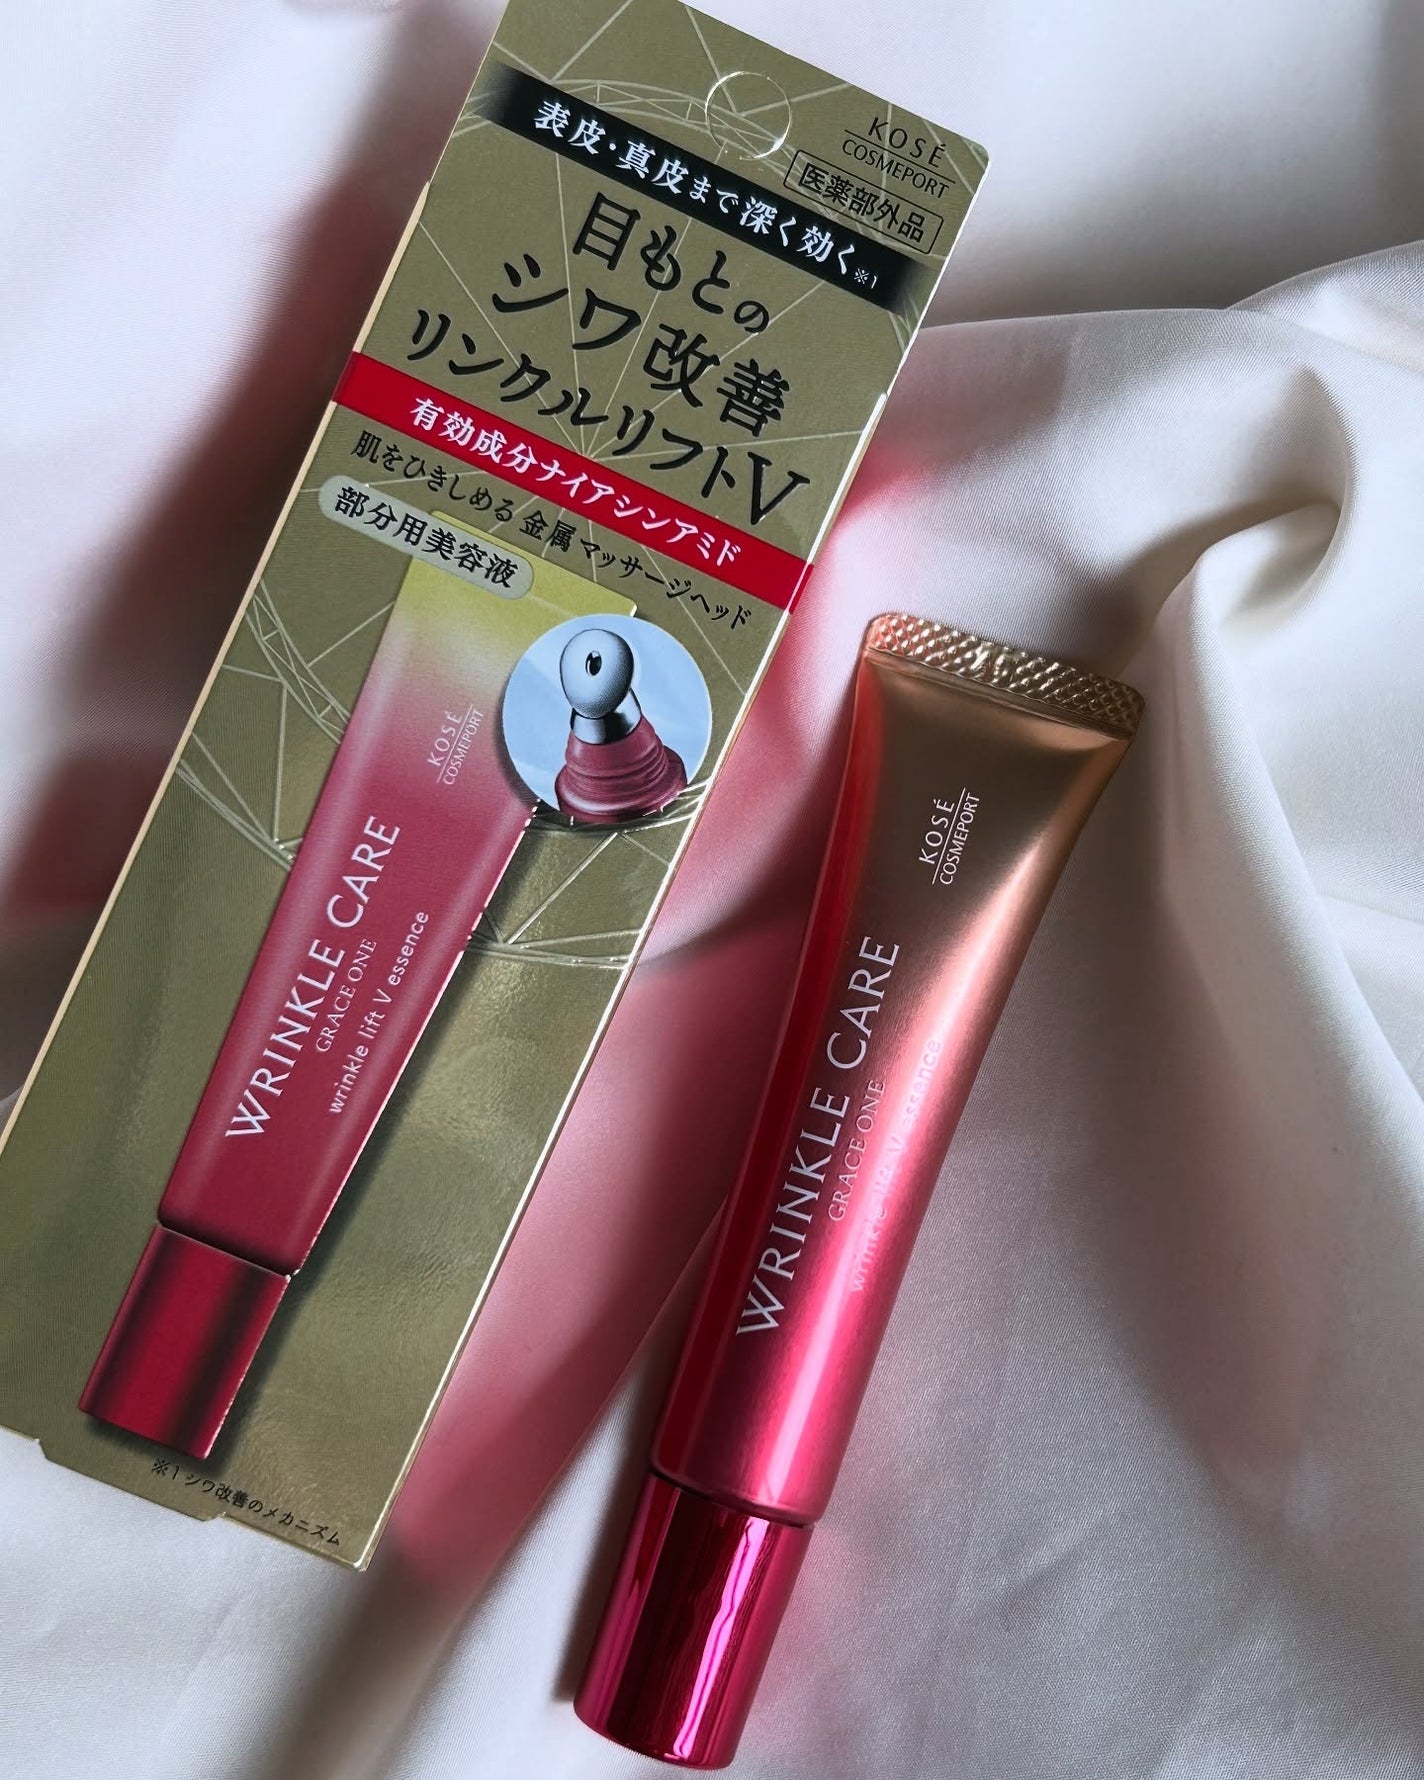 KOSÉ
COSMEPORT
医薬部外品
表皮・真皮まで深く効く※1
目もとの
シワ改善
リンクルリフトV
有効成分ナイアシンアミド
肌をひきしめる 金属マッサージヘッド
部分用美容液
KOSÉ
COSMEPORT
WRINKLE CARE
GRACE ONE
wrinkle lift V essence
※1 シワ改善のメカニズム
KOSÉ
COSMEPORT
WRINKLE CARE
GRACE ONE
wrinkle lift V essence